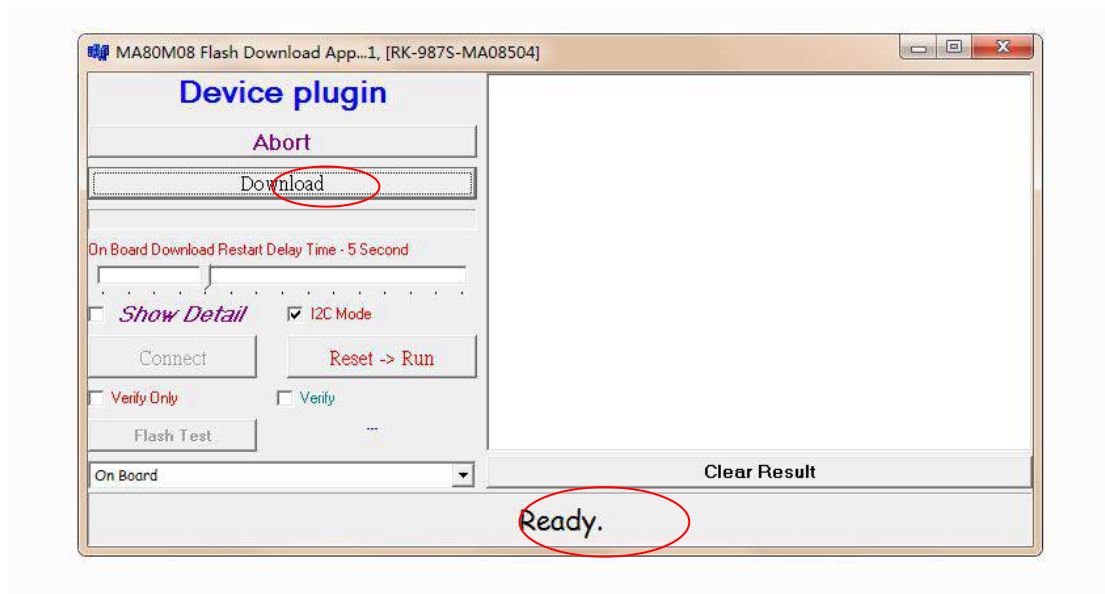 MA80M08 Flash Download App...1, [RK-987S-MA08504]
Device plugin
Abort
Download
On Board Download Restart Delay Time - 5 Second
Show Detail
I2C Mode
Connect
Reset -> Run
Verify Only
Verify
Flash Test
...
On Board
Clear Result
Ready.